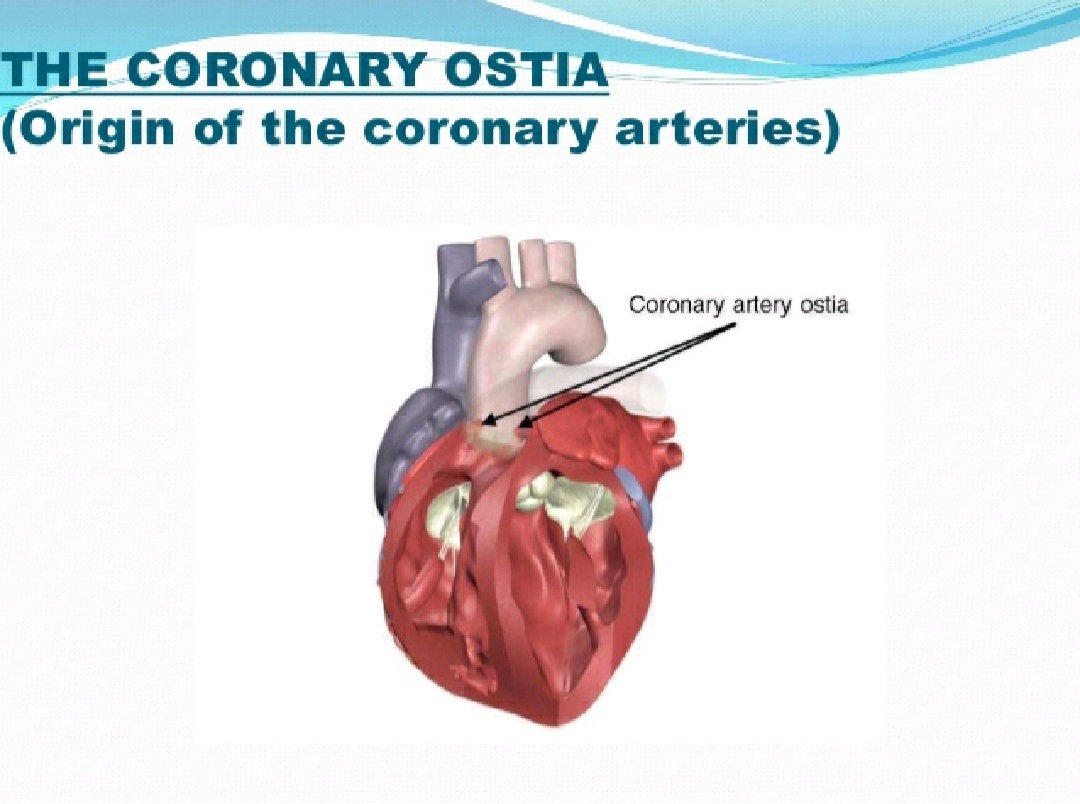 THE CORONARY OSTIA
(Origin of the coronary arteries)
Coronary artery ostia